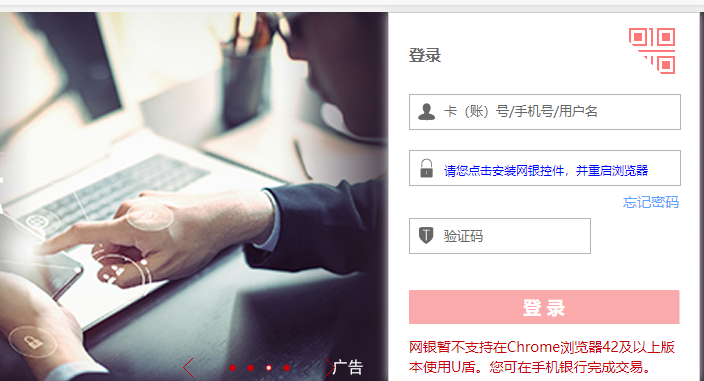 登录
卡（账）号/手机号/用户名
请您点击安装网银控件，并重启浏览器
忘记密码
验证码
登 录
网银暂不支持在Chrome浏览器42及以上版
本使用U盾。您可在手机银行完成交易。
广告